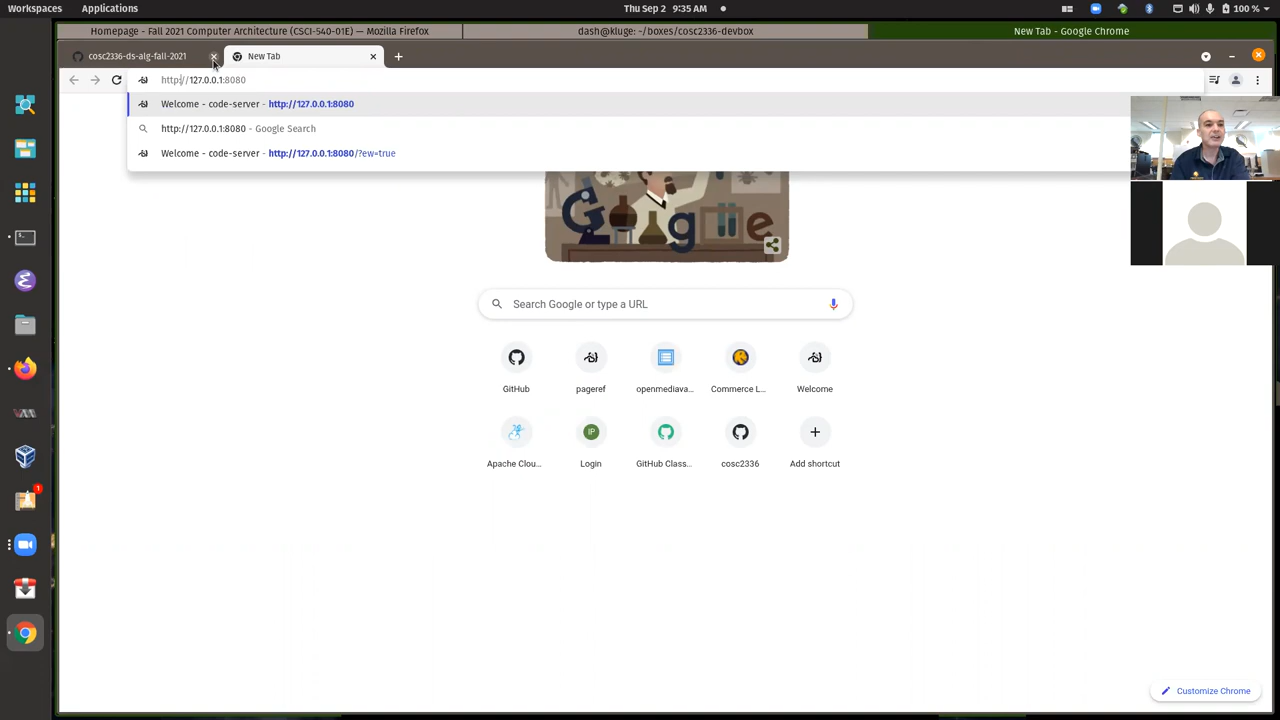 Workspaces Applications Thu Sep 2 9:35 AM 100 %
Homepage - Fall 2021 Computer Architecture (CSCI-540-01E) — Mozilla Firefox dash@kluge: ~/boxes/cosc2336-devbox New Tab - Google Chrome
cosc2336-ds-alg-fall-2021 New Tab
http://127.0.0.1:8080
Welcome - code-server - http://127.0.0.1:8080
http://127.0.0.1:8080 - Google Search
Welcome - code-server - http://127.0.0.1:8080/?ew=true
G gle
Search Google or type a URL
GitHub pageref openmediava... Commerce L... Welcome
IP
Apache Clou... Login GitHub Class... cosc2336 Add shortcut
1
Customize Chrome